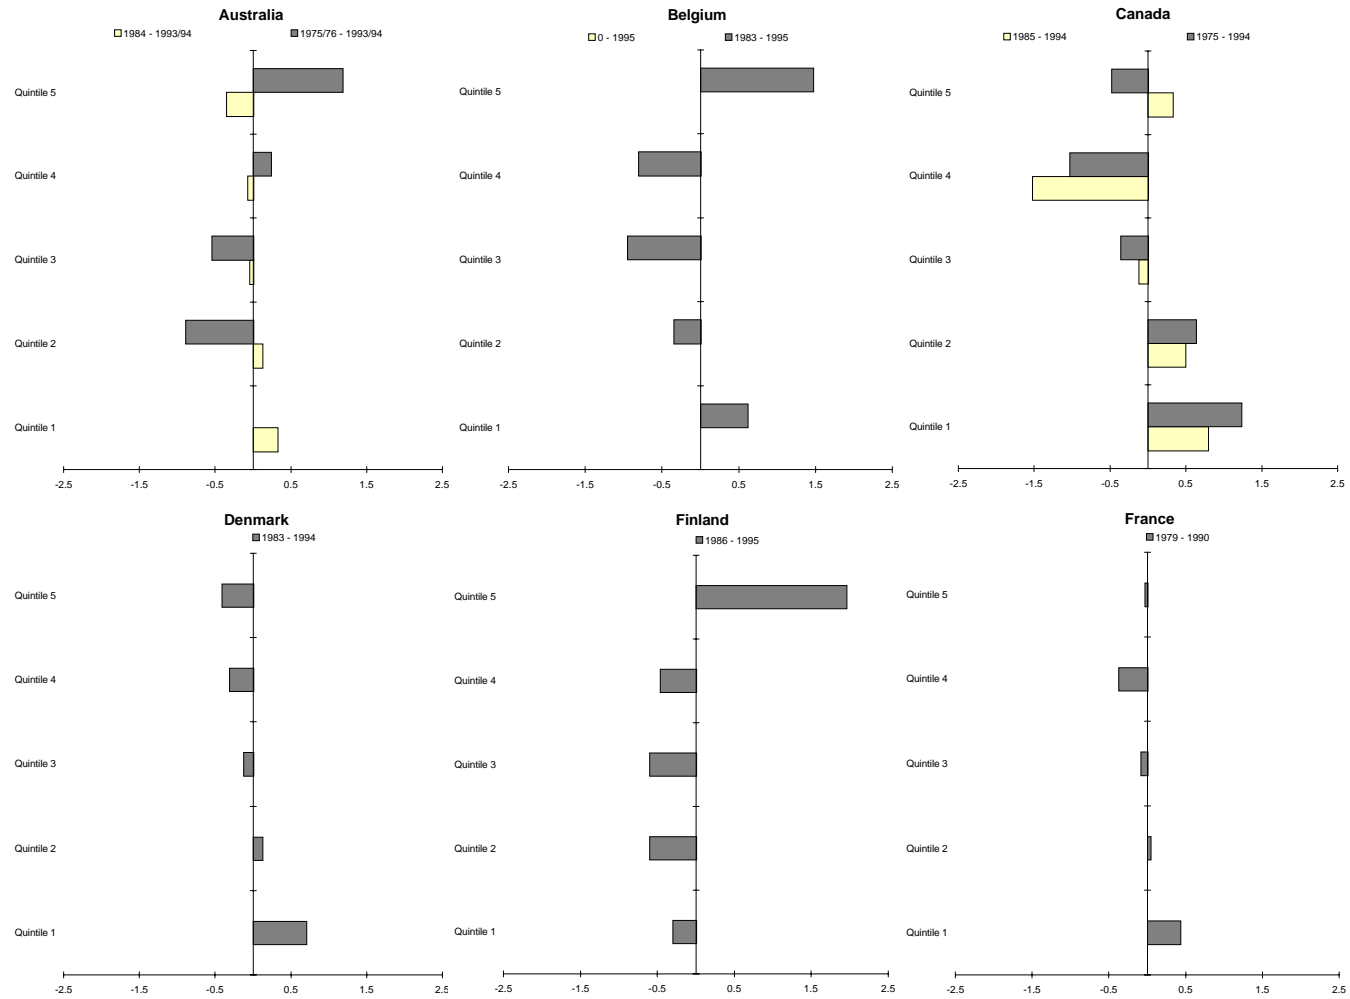 Australia
1984 - 1993/94 1975/76 - 1993/94
Quintile 5
Quintile 4
Quintile 3
Quintile 2
Quintile 1
-2.5 -1.5 -0.5 0.5 1.5 2.5
Belgium
0 - 1995 1983 - 1995
Quintile 5
Quintile 4
Quintile 3
Quintile 2
Quintile 1
-2.5 -1.5 -0.5 0.5 1.5 2.5
Canada
1985 - 1994 1975 - 1994
Quintile 5
Quintile 4
Quintile 3
Quintile 2
Quintile 1
-2.5 -1.5 -0.5 0.5 1.5 2.5
Denmark
1983 - 1994
Quintile 5
Quintile 4
Quintile 3
Quintile 2
Quintile 1
-2.5 -1.5 -0.5 0.5 1.5 2.5
Finland
1986 - 1995
Quintile 5
Quintile 4
Quintile 3
Quintile 2
Quintile 1
-2.5 -1.5 -0.5 0.5 1.5 2.5
France
1979 - 1990
Quintile 5
Quintile 4
Quintile 3
Quintile 2
Quintile 1
-2.5 -1.5 -0.5 0.5 1.5 2.5